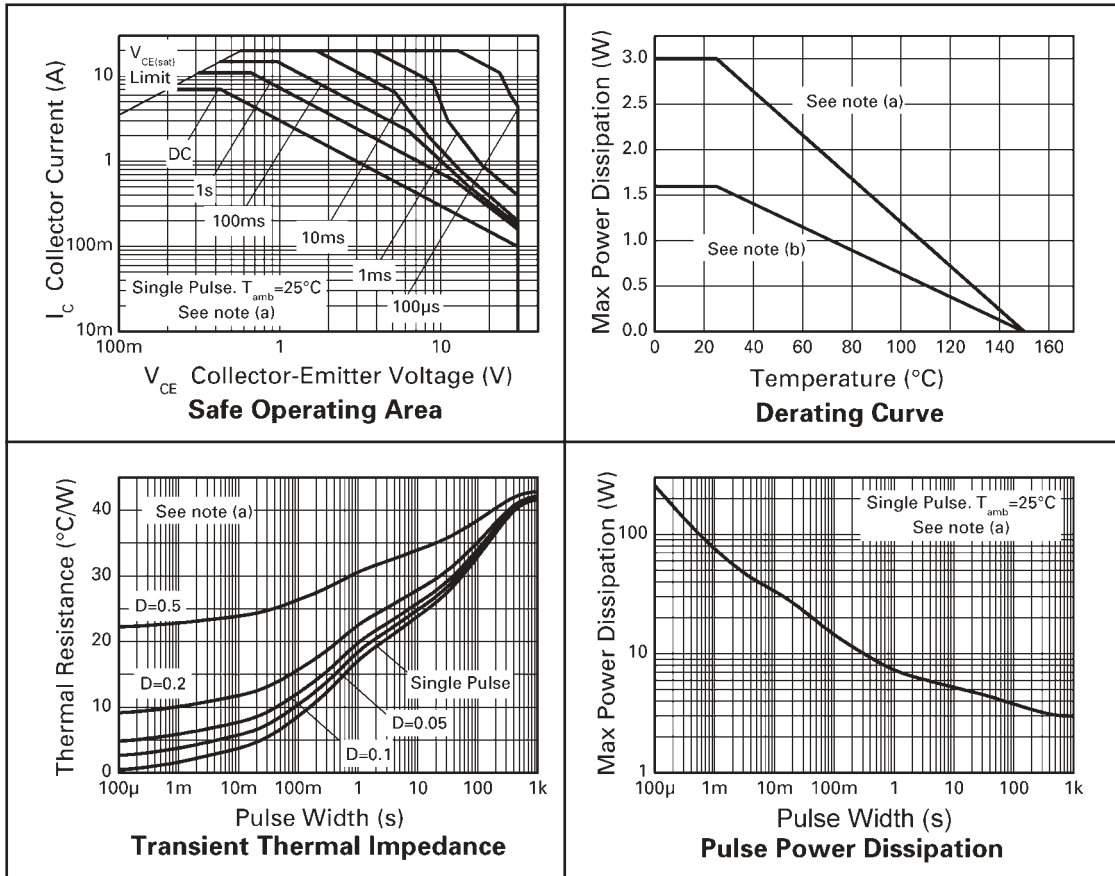 V_CE(sat)
Limit
10
1
100m
10m
DC
1s
100ms
10ms
1ms
100µs
Single Pulse. T_amb=25°C
See note (a)
100m 1 10
I_C Collector Current (A)
V_CE Collector-Emitter Voltage (V)
Safe Operating Area
3.0
2.5
2.0
1.5
1.0
0.5
0.0
See note (a)
See note (b)
0 20 40 60 80 100 120 140 160
Max Power Dissipation (W)
Temperature (°C)
Derating Curve
40
30
20
10
0
See note (a)
D=0.5
D=0.2
Single Pulse
D=0.05
D=0.1
100µ 1m 10m 100m 1 10 100 1k
Thermal Resistance (°C/W)
Pulse Width (s)
Transient Thermal Impedance
Single Pulse. T_amb=25°C
See note (a)
100
10
1
100µ 1m 10m 100m 1 10 100 1k
Max Power Dissipation (W)
Pulse Width (s)
Pulse Power Dissipation